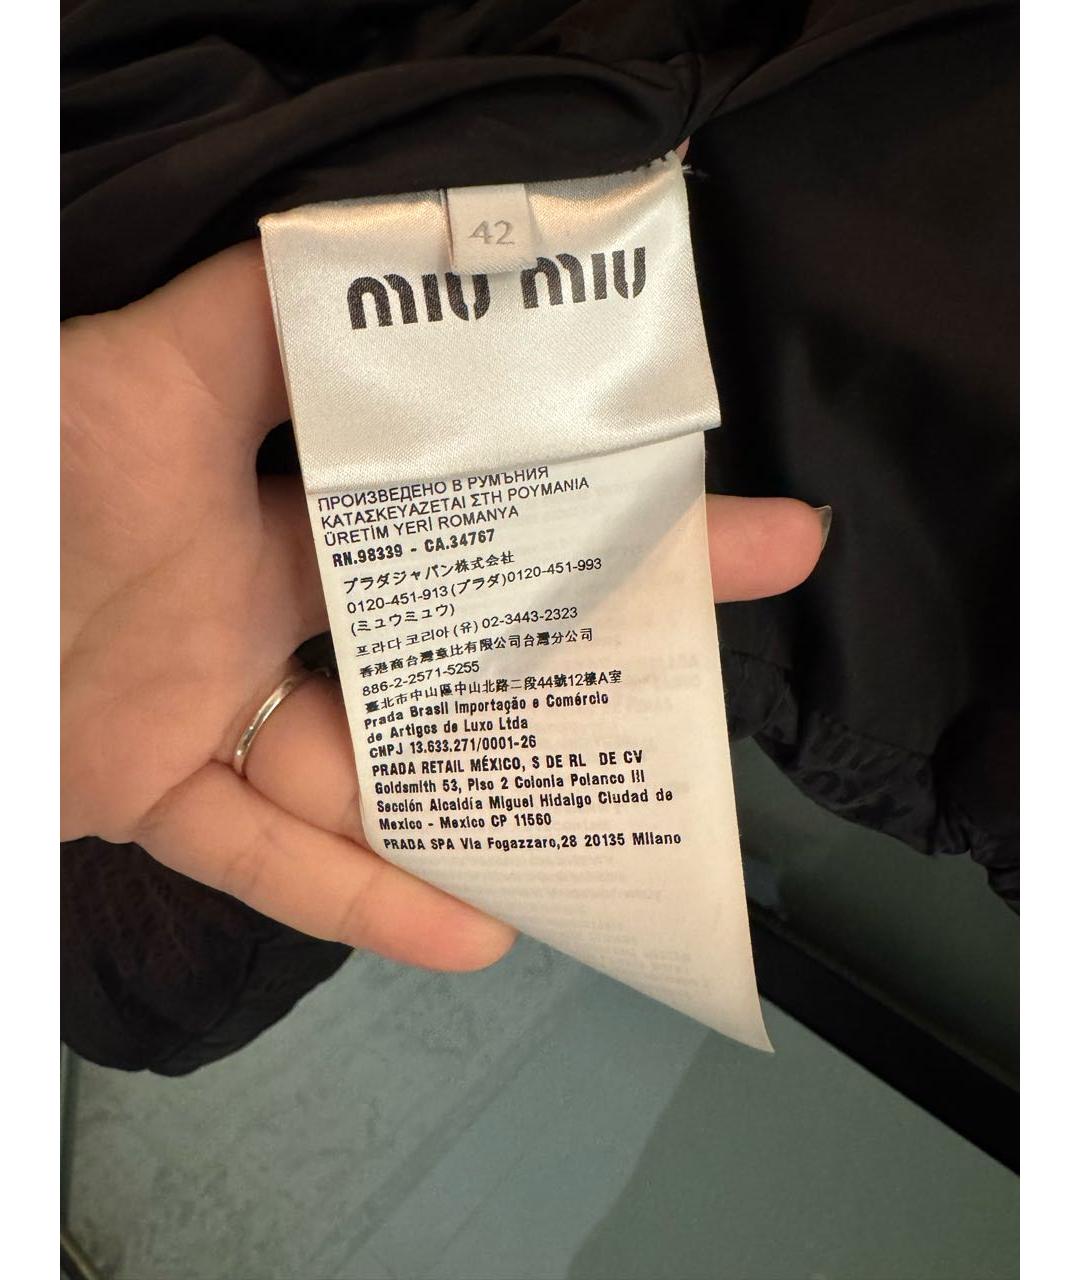 42
miu miu
ПРОИЗВЕДЕНО В РУМЪНИЯ
ΚΑΤΑΣΚΕΥΑΖΕΤΑΙ ΣΤΗ ΡΟΥΜΑΝΙΑ
ÜRETİM YERİ ROMANYA
RN.98339 - CA.34767
プラダジャパン株式会社
0120-451-913(プラダ)0120-451-993
(ミュウミュウ)
프라다 코리아 (유) 02-3443-2323
香港商台灣章比有限公司台灣分公司
886-2-2571-5255
臺北市中山區中山北路二段44號12樓A室
Prada Brasil Importação e Comércio
de Artigos de Luxo Ltda
CNPJ 13.633.271/0001-26
PRADA RETAIL MÉXICO, S DE RL DE CV
Goldsmith 53, Piso 2 Colonia Polanco III
Sección Alcaldía Miguel Hidalgo Ciudad de
Mexico - Mexico CP 11560
PRADA SPA Via Fogazzaro,28 20135 Milano